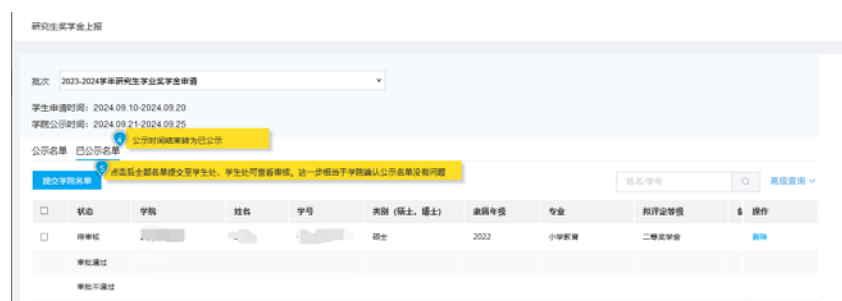 研究生奖学金上报
批次 2023-2024学年研究生学业奖学金申请
学生申请时间：2024.09.10-2024.09.20
学院公示时间：2024.09.21-2024.09.25
4 公示时间结束转为已公示
公示名单 已公示名单
5 点击后全部名单提交至学生处，学生处可查看审核。这一步相当于学院确认公示名单没有问题
提交学院名单 姓名/学号 高级查询
状态 学院 姓名 学号 类别（硕士、博士） 隶属年级 专业 拟评定等级 操作
待审核 硕士 2022 小学教育 二等奖学金 删除
审批通过
审批不通过